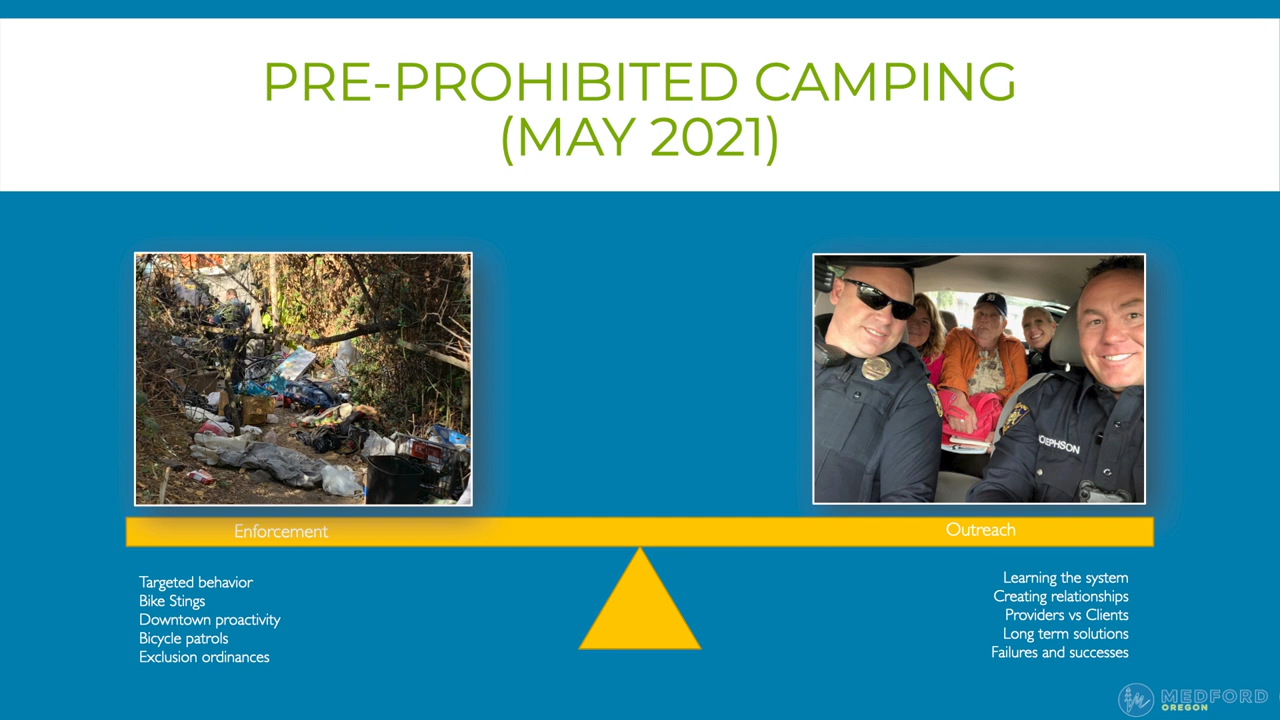 PRE-PROHIBITED CAMPING
(MAY 2021)
Enforcement
Outreach
Targeted behavior
Bike Stings
Downtown proactivity
Bicycle patrols
Exclusion ordinances
Learning the system
Creating relationships
Providers vs Clients
Long term solutions
Failures and successes
MEDFORD
OREGON